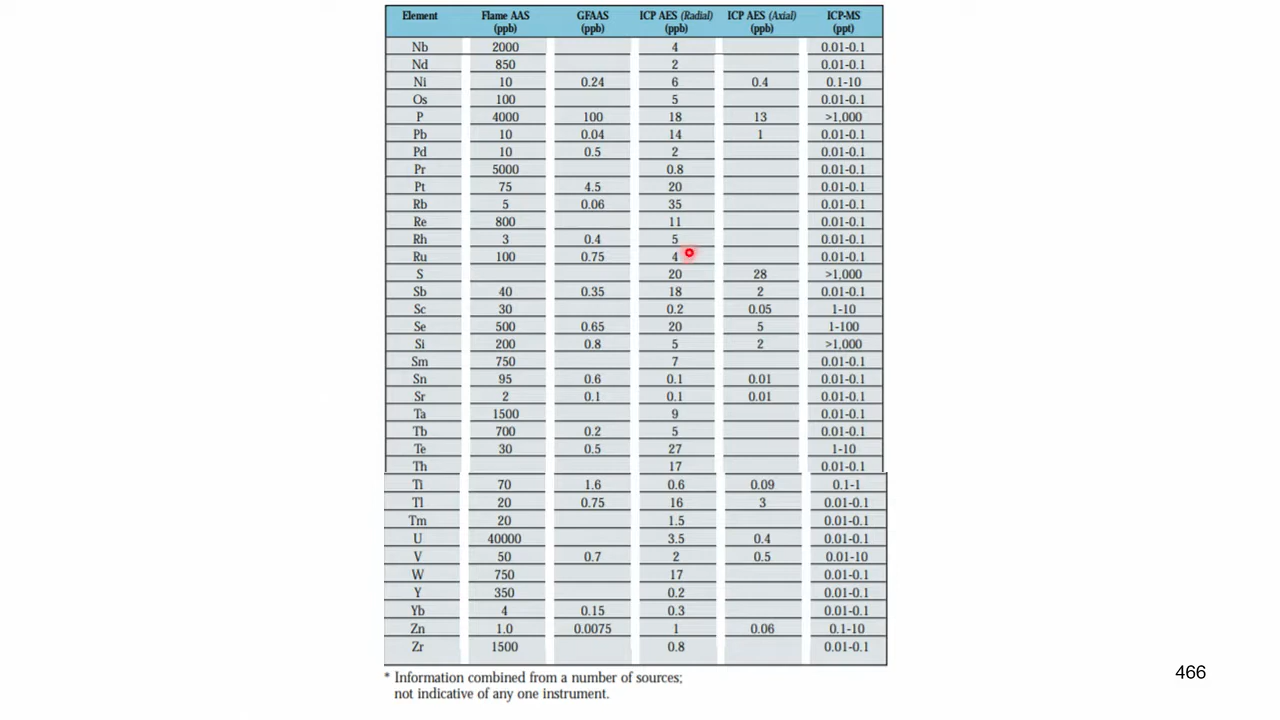 Element Flame AAS GFAAS ICP AES (Radial) ICP AES (Axial) ICP-MS
(ppb) (ppb) (ppb) (ppb) (ppt)
Nb 2000 4 0.01-0.1
Nd 850 2 0.01-0.1
Ni 10 0.24 6 0.4 0.1-10
Os 100 5 0.01-0.1
P 4000 100 18 13 >1,000
Pb 10 0.04 14 1 0.01-0.1
Pd 10 0.5 2 0.01-0.1
Pr 5000 0.8 0.01-0.1
Pt 75 4.5 20 0.01-0.1
Rb 5 0.06 35 0.01-0.1
Re 800 11 0.01-0.1
Rh 3 0.4 5 0.01-0.1
Ru 100 0.75 4 0.01-0.1
S 20 28 >1,000
Sb 40 0.35 18 2 0.01-0.1
Sc 30 0.2 0.05 1-10
Se 500 0.65 20 5 1-100
Si 200 0.8 5 2 >1,000
Sm 750 7 0.01-0.1
Sn 95 0.6 0.1 0.01 0.01-0.1
Sr 2 0.1 0.1 0.01 0.01-0.1
Ta 1500 9 0.01-0.1
Tb 700 0.2 5 0.01-0.1
Te 30 0.5 27 1-10
Th 17 0.01-0.1
Ti 70 1.6 0.6 0.09 0.1-1
Tl 20 0.75 16 3 0.01-0.1
Tm 20 1.5 0.01-0.1
U 40000 3.5 0.4 0.01-0.1
V 50 0.7 2 0.5 0.01-10
W 750 17 0.01-0.1
Y 350 0.2 0.01-0.1
Yb 4 0.15 0.3 0.01-0.1
Zn 1.0 0.0075 1 0.06 0.1-10
Zr 1500 0.8 0.01-0.1
* Information combined from a number of sources;
not indicative of any one instrument.
466